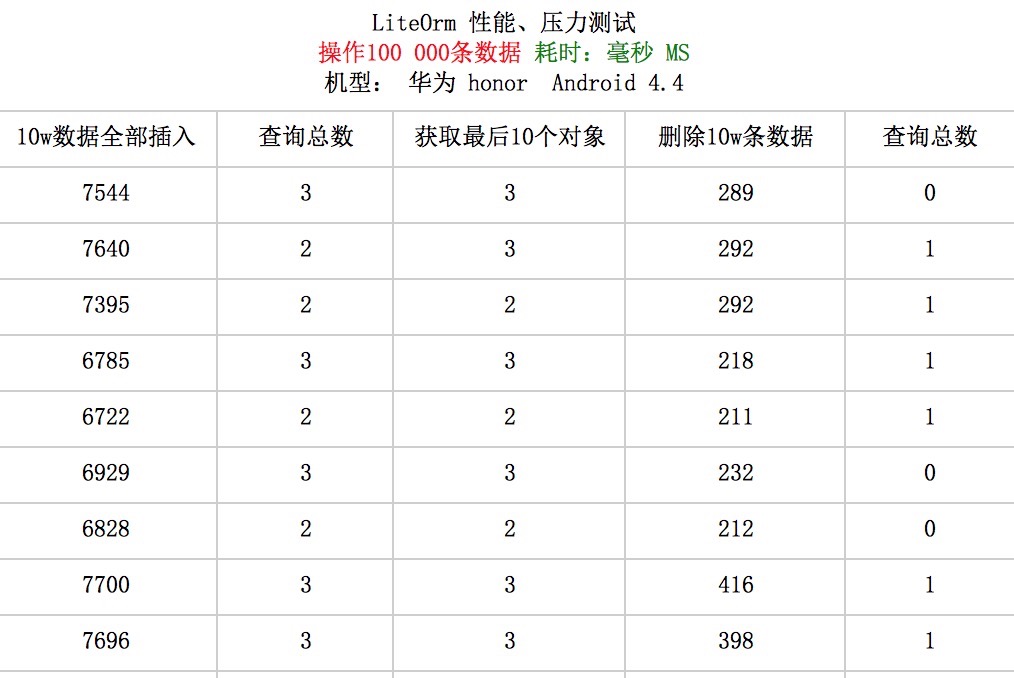 LiteOrm 性能、压力测试
操作100 000条数据 耗时：毫秒 MS
机型： 华为 honor Android 4.4
10w数据全部插入 查询总数 获取最后10个对象 删除10w条数据 查询总数
7544 3 3 289 0
7640 2 3 292 1
7395 2 2 292 1
6785 3 3 218 1
6722 2 2 211 1
6929 3 3 232 0
6828 2 2 212 0
7700 3 3 416 1
7696 3 3 398 1